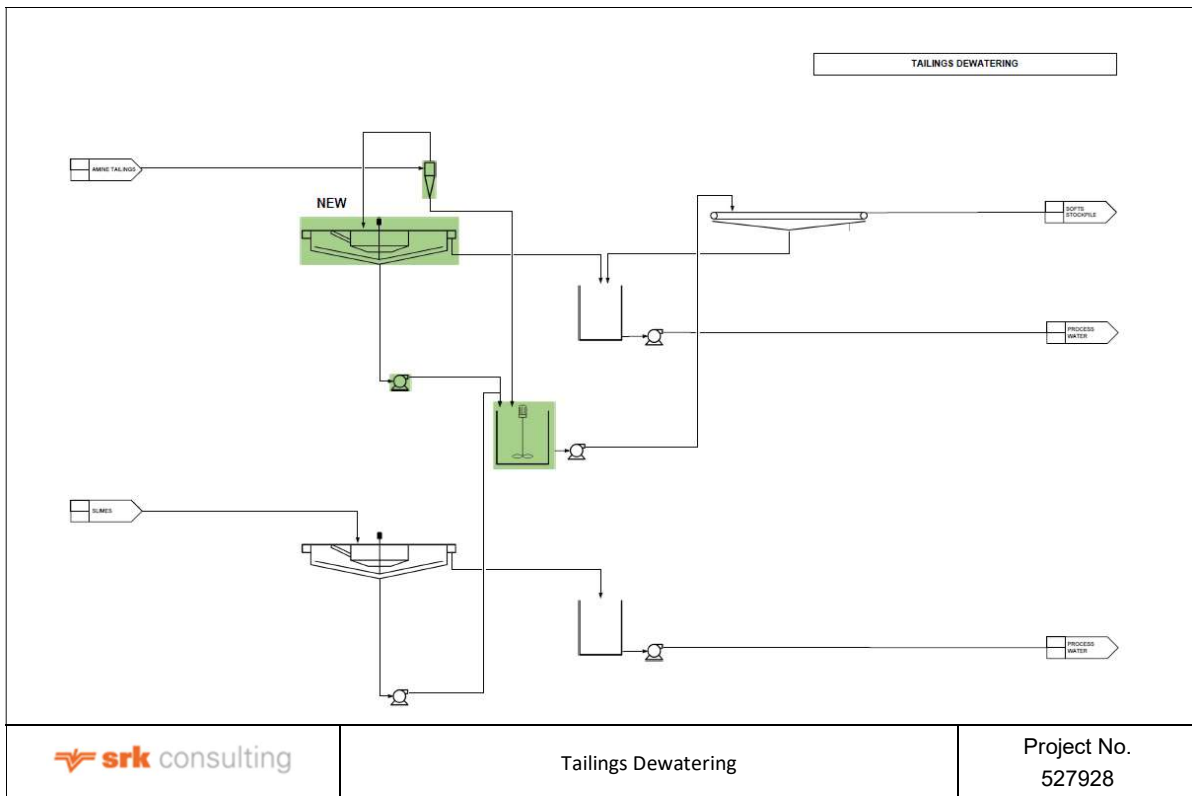 TAILINGS DEWATERING
AMINE TAILINGS
NEW
SOFTS
STOCKPILE
PROCESS
WATER
SLIMES
PROCESS
WATER
srk consulting
Tailings Dewatering
Project No.
527928